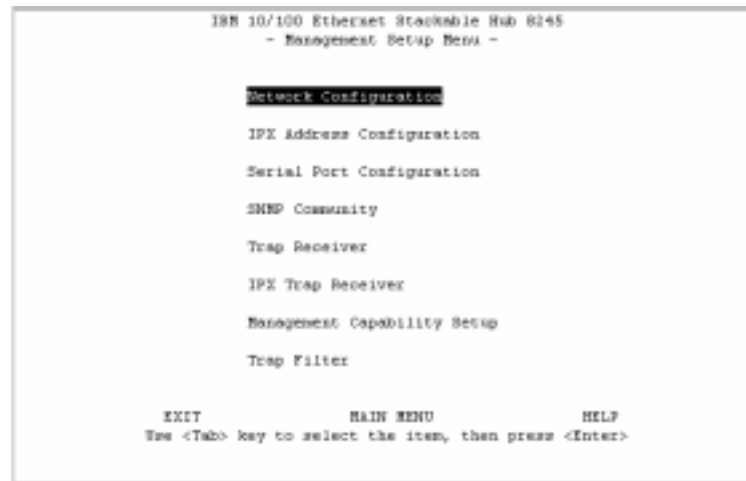 IBM 10/100 Ethernet Stackable Hub 8245
- Management Setup Menu -
Network Configuration
IPX Address Configuration
Serial Port Configuration
SNMP Community
Trap Receiver
IPX Trap Receiver
Management Capability Setup
Trap Filter
EXIT MAIN MENU HELP
Use <Tab> key to select the item, then press <Enter>